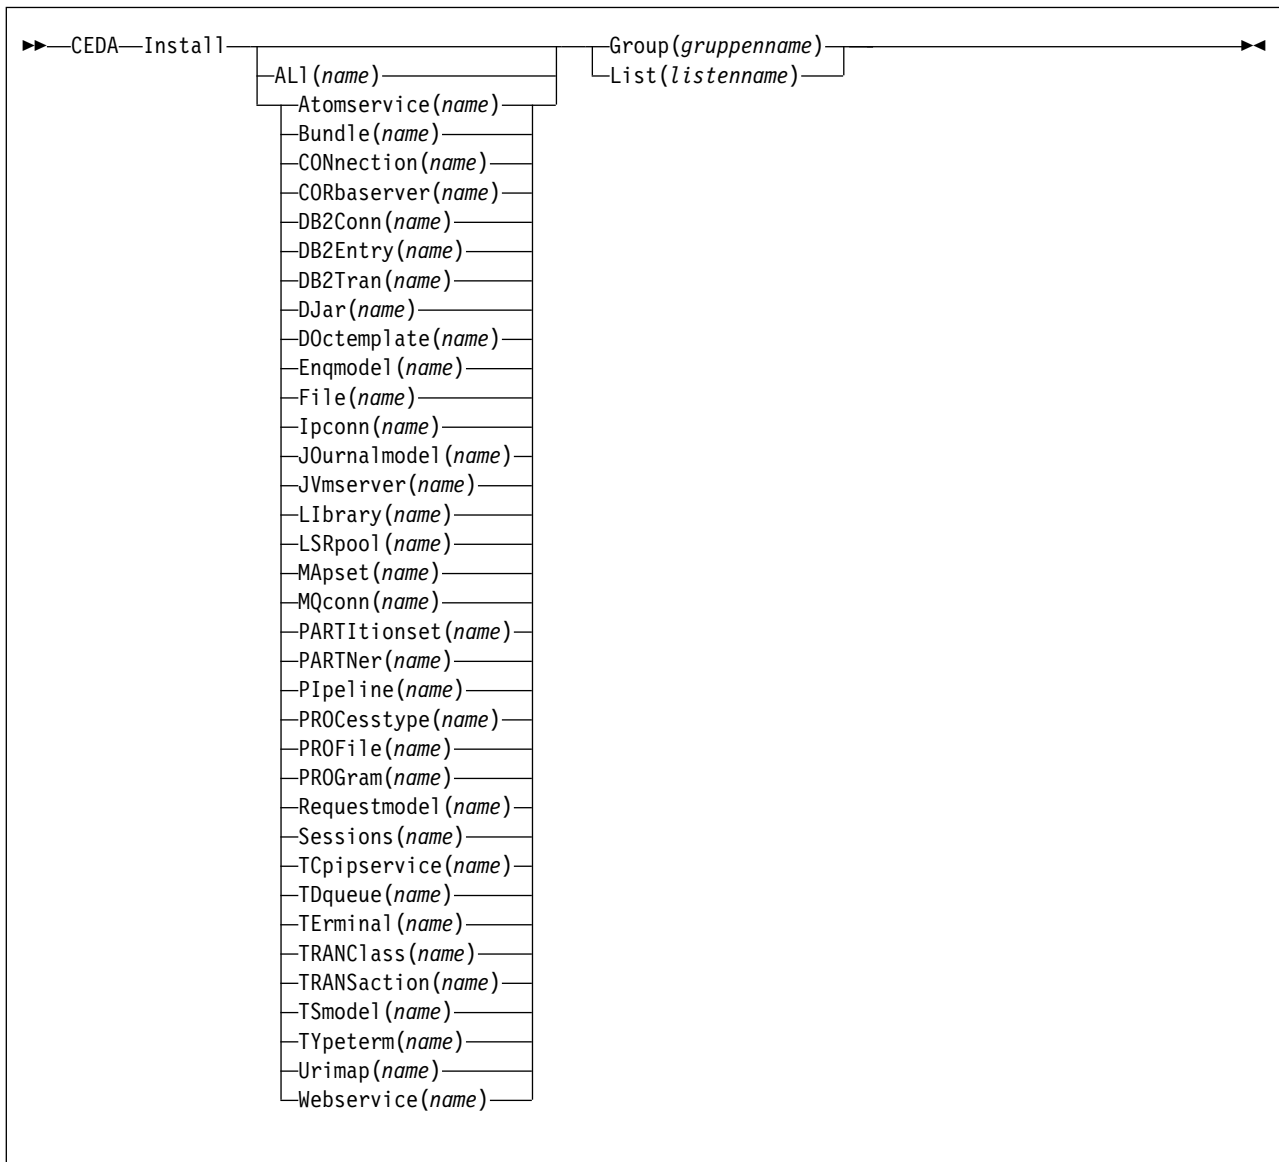 CEDA Install Group(gruppenname)
ALl(name) List(listenname)
Atomservice(name)
Bundle(name)
CONnection(name)
CORbaserver(name)
DB2Conn(name)
DB2Entry(name)
DB2Tran(name)
DJar(name)
DOctemplate(name)
Enqmodel(name)
File(name)
Ipconn(name)
JOurnalmodel(name)
JVmserver(name)
LIbrary(name)
LSRpool(name)
MApset(name)
MQconn(name)
PARTItionset(name)
PARTNer(name)
PIpeline(name)
PROCesstype(name)
PROFile(name)
PROGram(name)
Requestmodel(name)
Sessions(name)
TCpipservice(name)
TDqueue(name)
TErminal(name)
TRANClass(name)
TRANSaction(name)
TSmodel(name)
TYpeterm(name)
Urimap(name)
Webservice(name)